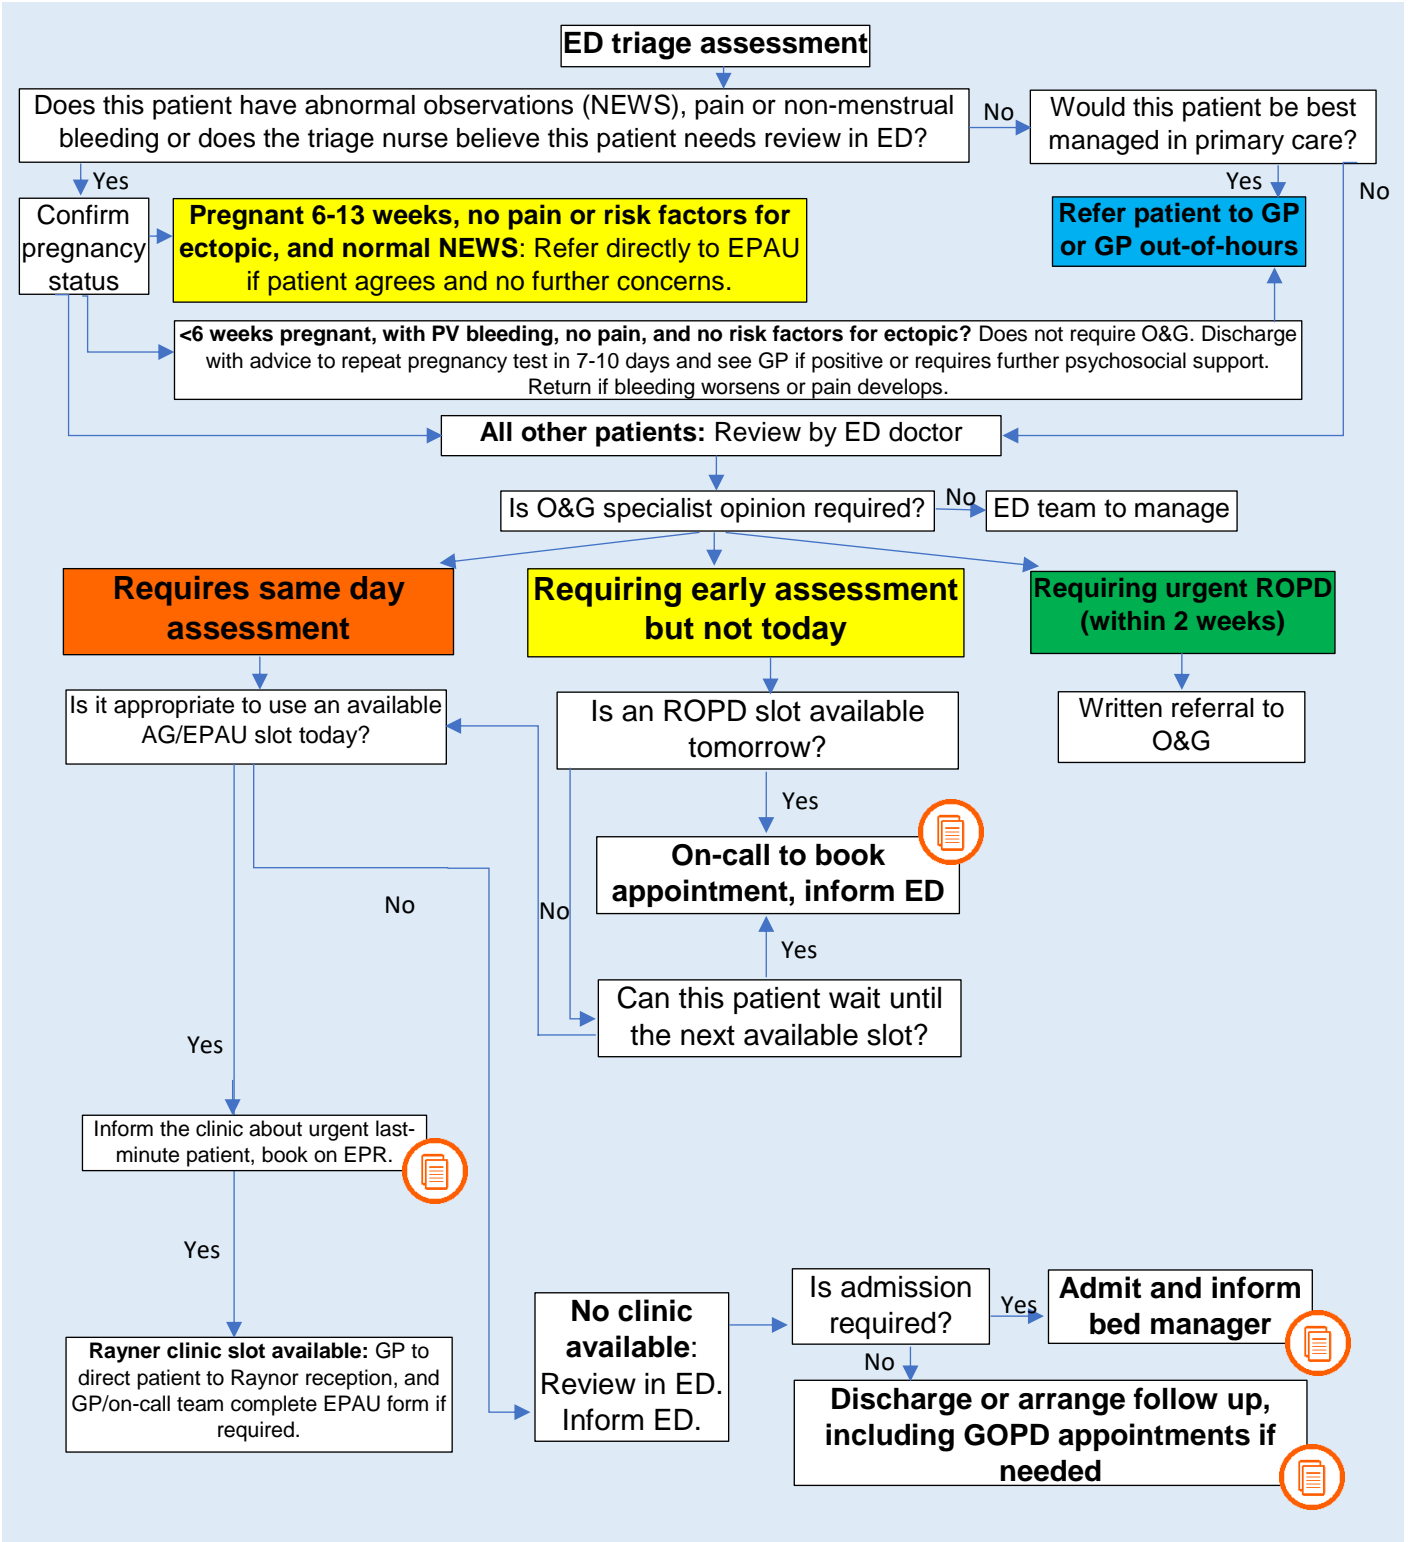 ED triage assessment
Does this patient have abnormal observations (NEWS), pain or non-menstrual
bleeding or does the triage nurse believe this patient needs review in ED?
No
Would this patient be best
managed in primary care?
Yes
Yes
No
Confirm
pregnancy
status
Pregnant 6-13 weeks, no pain or risk factors for
ectopic, and normal NEWS: Refer directly to EPAU
if patient agrees and no further concerns.
Refer patient to GP
or GP out-of-hours
<6 weeks pregnant, with PV bleeding, no pain, and no risk factors for ectopic? Does not require O&G. Discharge
with advice to repeat pregnancy test in 7-10 days and see GP if positive or requires further psychosocial support.
Return if bleeding worsens or pain develops.
All other patients: Review by ED doctor
Is O&G specialist opinion required?
No
ED team to manage
Requires same day
assessment
Requiring early assessment
but not today
Requiring urgent ROPD
(within 2 weeks)
Is it appropriate to use an available
AG/EPAU slot today?
Is an ROPD slot available
tomorrow?
Written referral to
O&G
Yes
On-call to book
appointment, inform ED
No
No
Yes
Can this patient wait until
the next available slot?
Yes
Inform the clinic about urgent last-
minute patient, book on EPR.
Yes
Rayner clinic slot available: GP to
direct patient to Raynor reception, and
GP/on-call team complete EPAU form if
required.
No clinic
available:
Review in ED.
Inform ED.
Is admission
required?
Yes
Admit and inform
bed manager
No
Discharge or arrange follow up,
including GOPD appointments if
needed